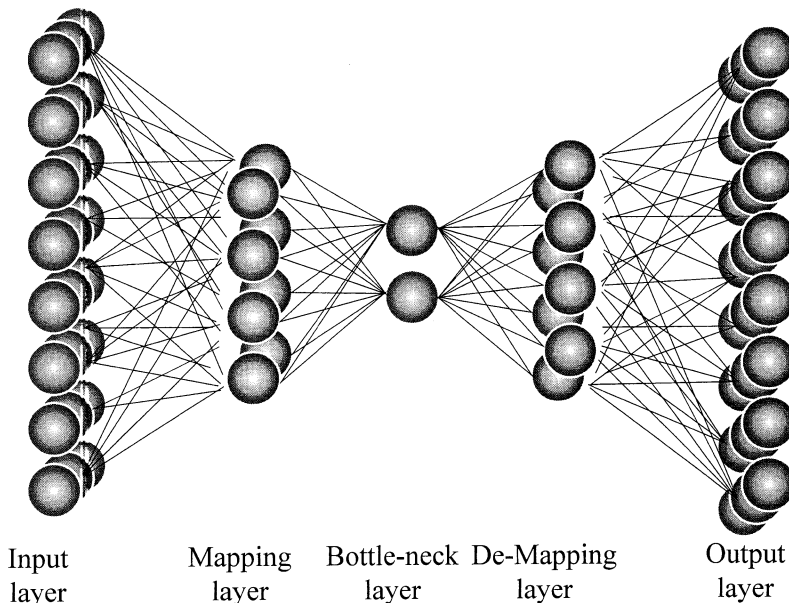 Input layer
Mapping layer
Bottle-neck layer
De-Mapping layer
Output layer